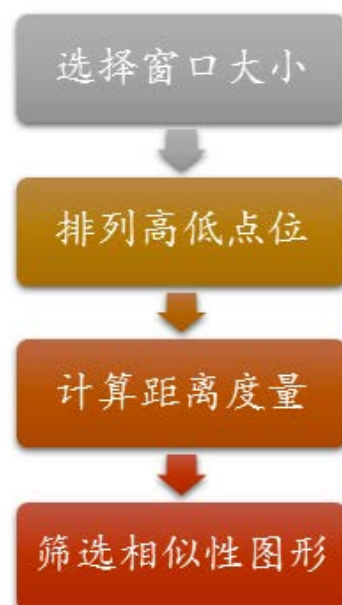 选择窗口大小
排列高低点位
计算距离度量
筛选相似性图形